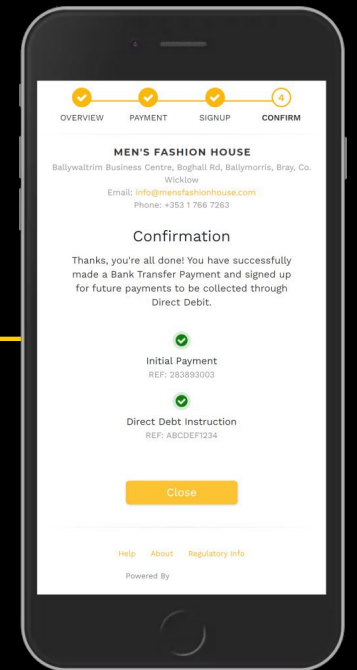 4
OVERVIEW PAYMENT SIGNUP CONFIRM
MEN'S FASHION HOUSE
Ballywaltrim Business Centre, Boghall Rd, Ballymorris, Bray, Co.
Wicklow
Email: info@mensfashionhouse.com
Phone: +353 1 766 7263
Confirmation
Thanks, you're all done! You have successfully
made a Bank Transfer Payment and signed up
for future payments to be collected through
Direct Debit.
Initial Payment
REF: 283893003
Direct Debt Instruction
REF: ABCDEF1234
Close
Help About Regulatory Info
Powered By